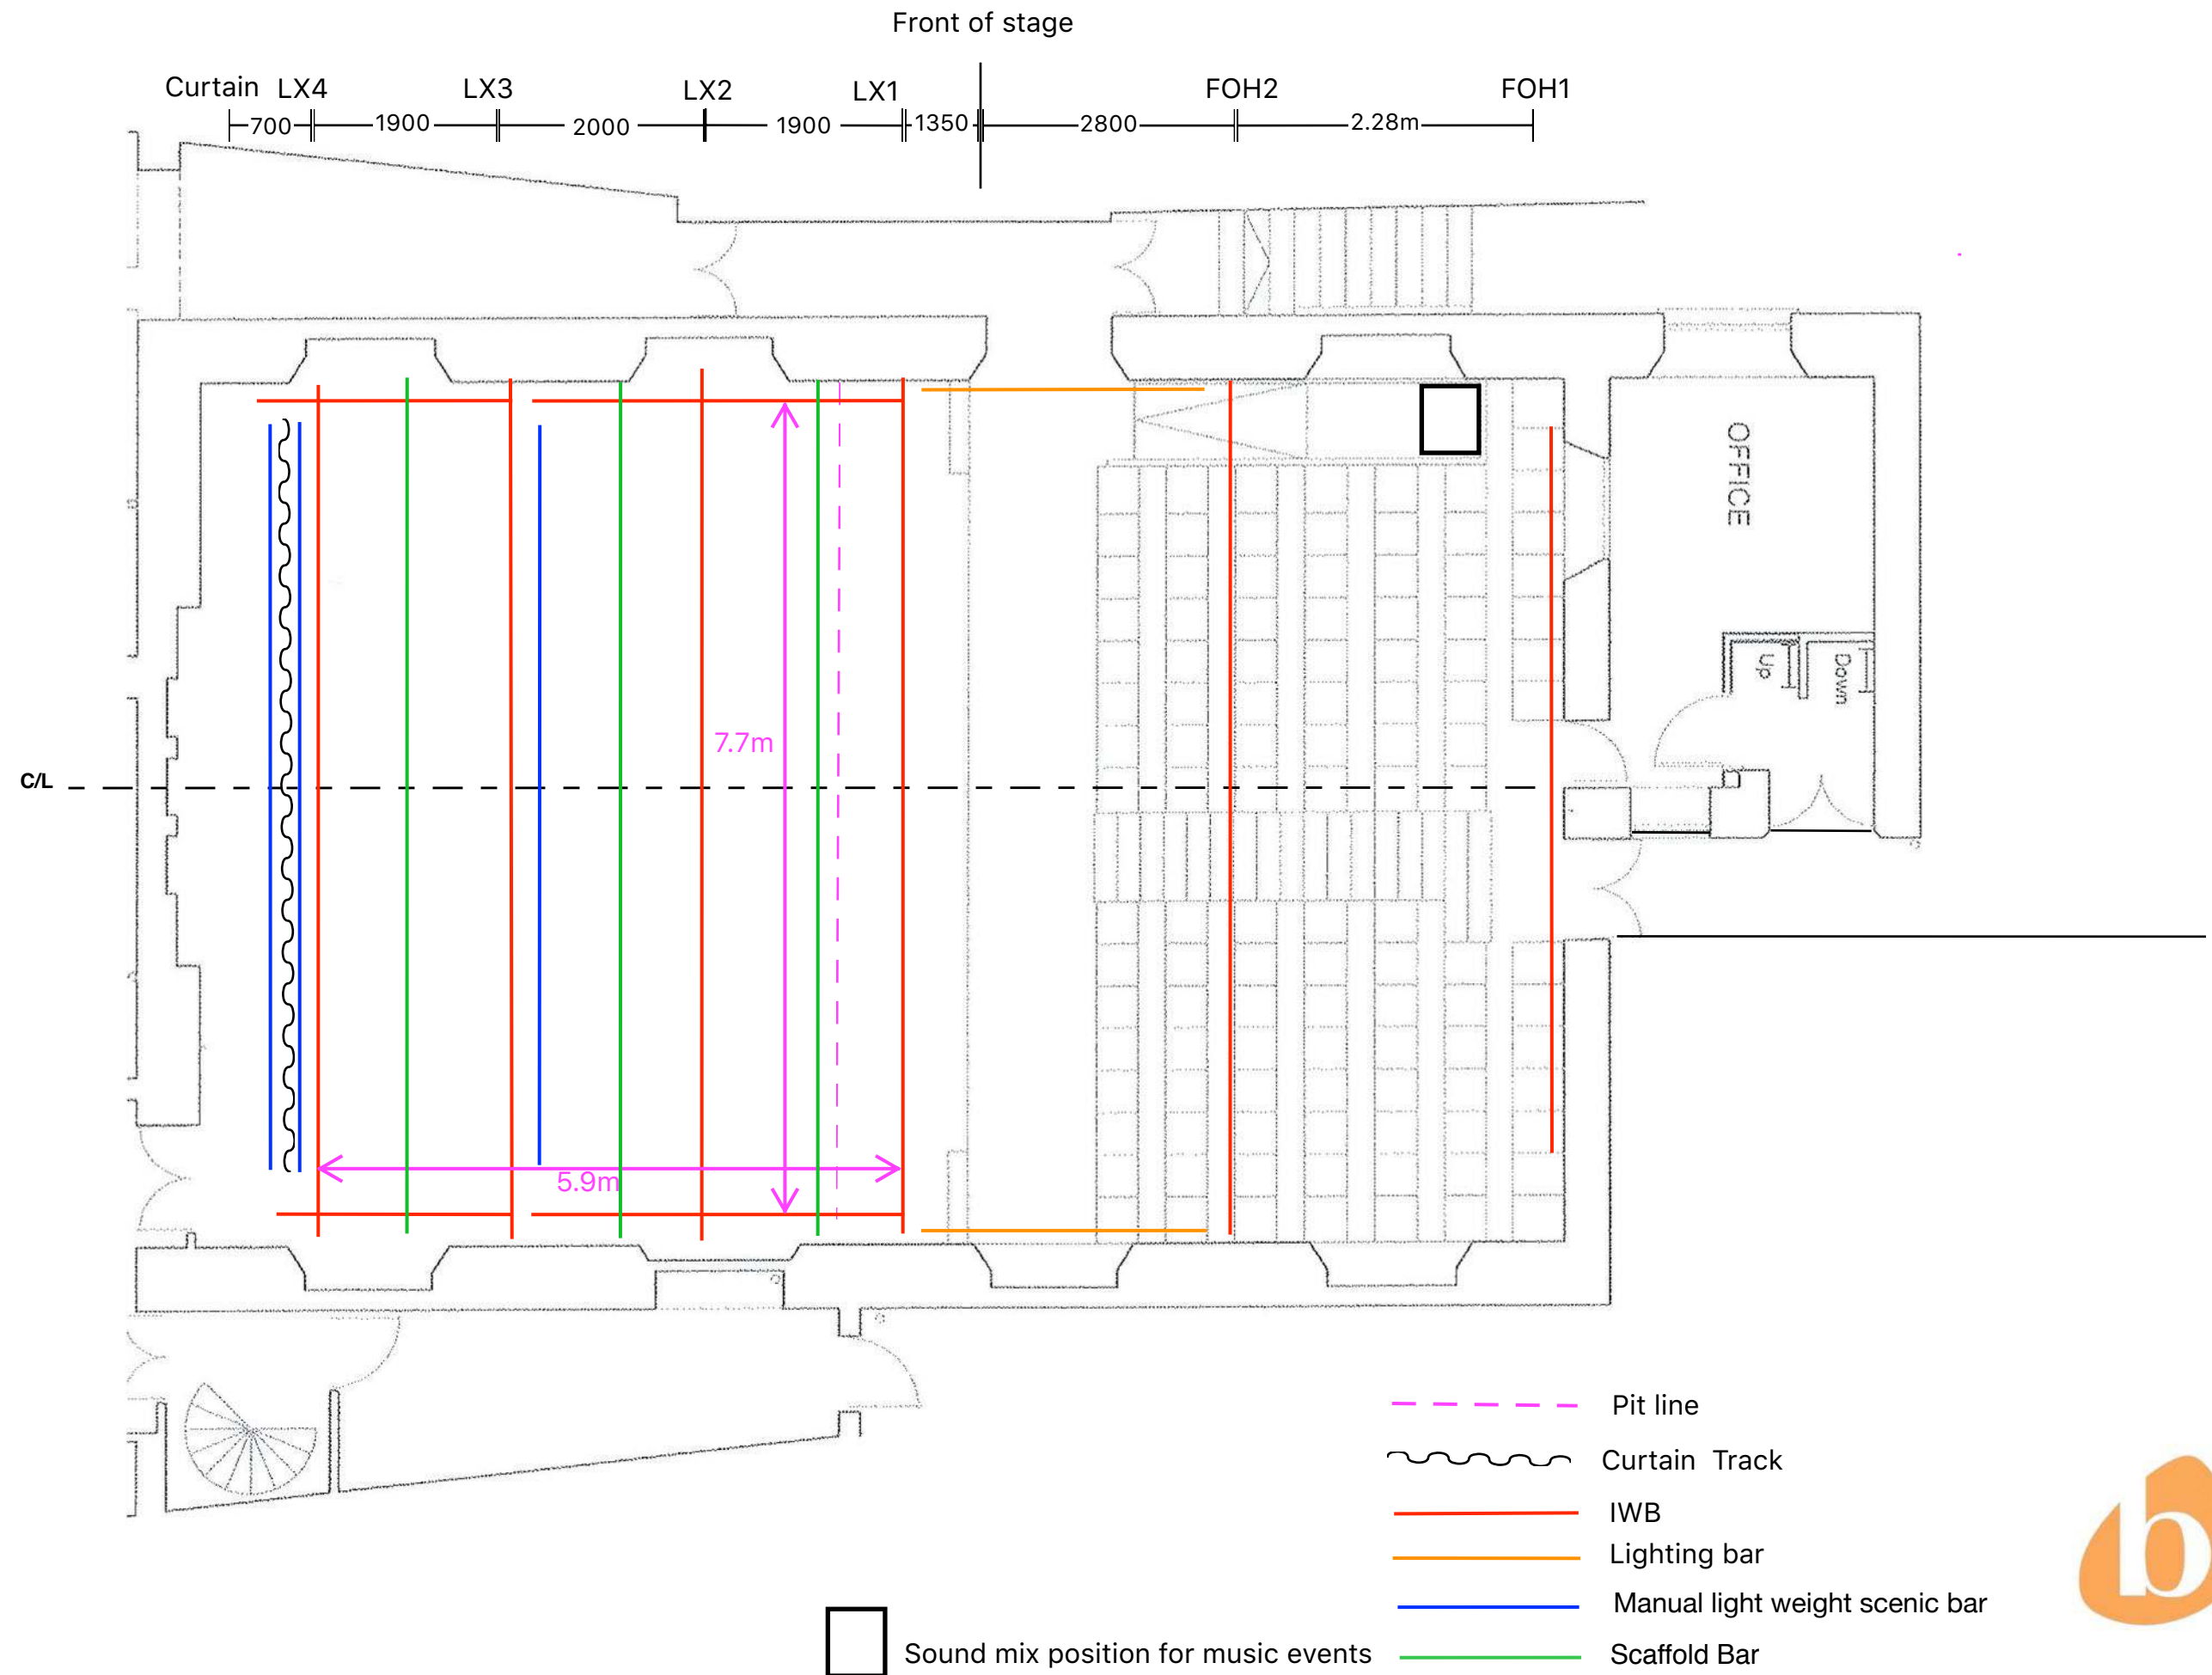 Front of stage
Curtain LX4 LX3 LX2 LX1 FOH2 FOH1
700 1900 2000 1900 1350 2800 2.28m
OFFICE
Up Down
7.7m
C/L
5.9m
Pit line
Curtain Track
IWB
Lighting bar
Manual light weight scenic bar
Sound mix position for music events
Scaffold Bar
b